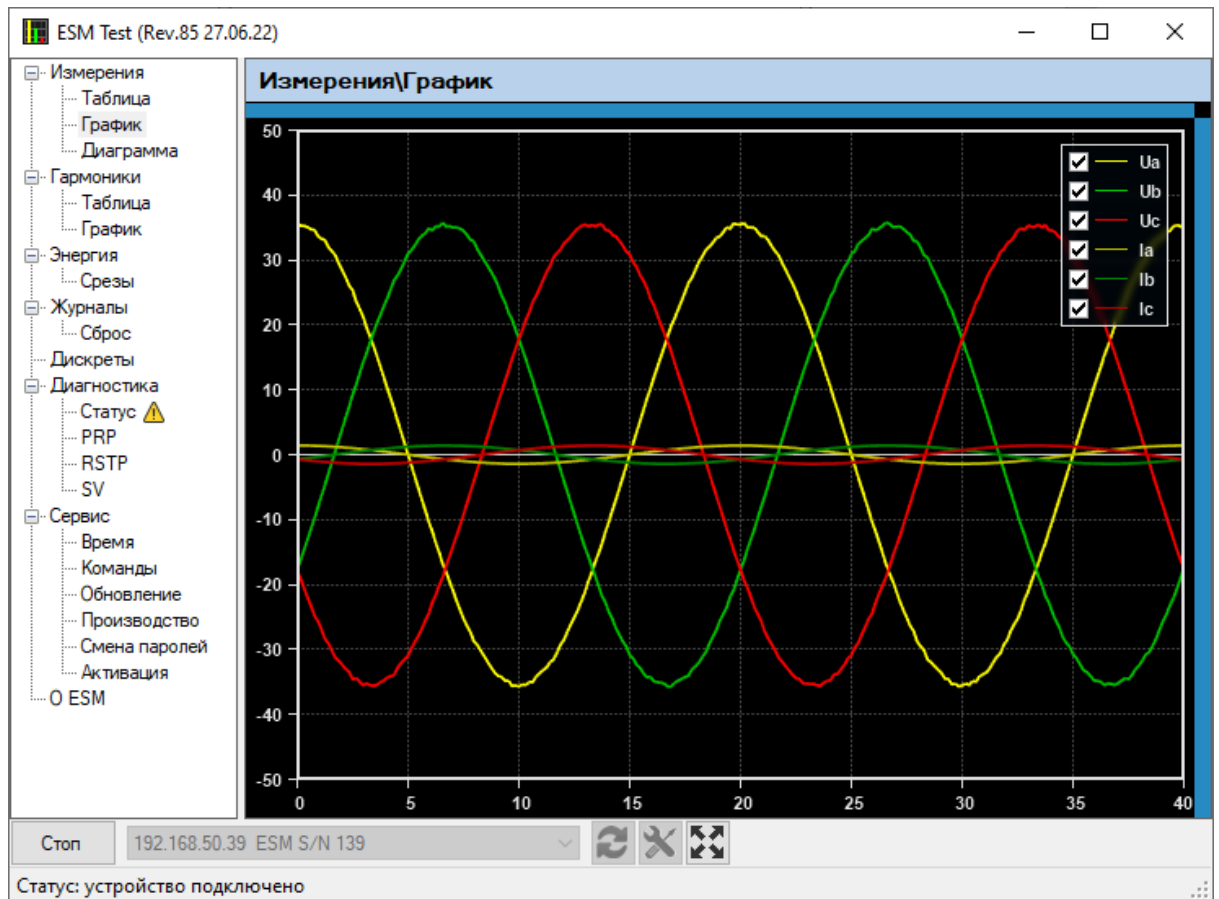 ESM Test (Rev.85 27.06.22)
Измерения
Таблица
График
Диаграмма
Гармоники
Таблица
График
Энергия
Срезы
Журналы
Сброс
Дискреты
Диагностика
Статус
PRP
RSTP
SV
Сервис
Время
Команды
Обновление
Производство
Смена паролей
Активация
О ESM
Измерения\График
50
40
30
20
10
0
-10
-20
-30
-40
-50
0 5 10 15 20 25 30 35 40
Ua
Ub
Uc
Ia
Ib
Ic
Стоп
192.168.50.39 ESM S/N 139
Статус: устройство подключено